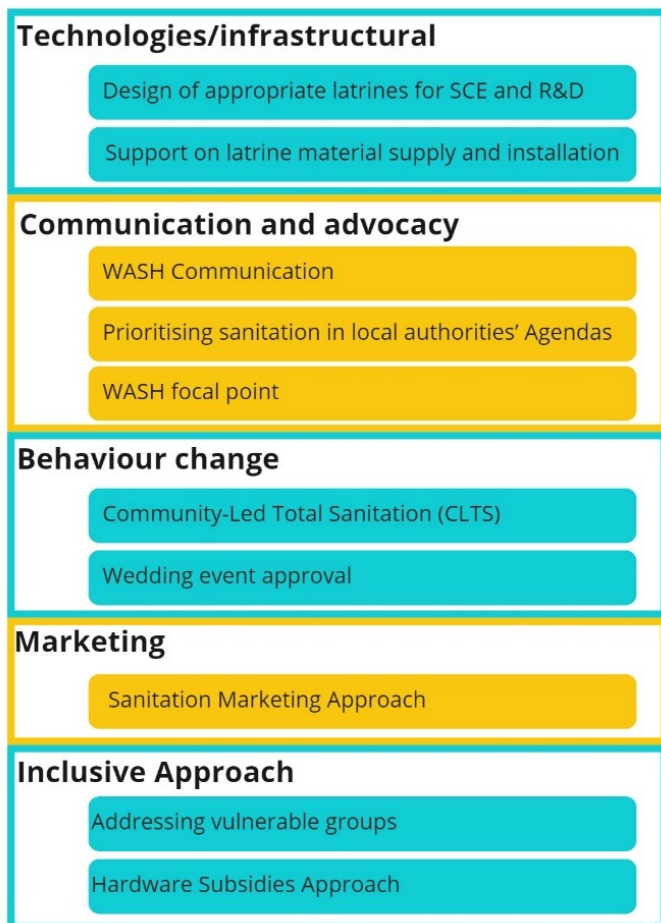 Technologies/infrastructural
Design of appropriate latrines for SCE and R&D
Support on latrine material supply and installation
Communication and advocacy
WASH Communication
Prioritising sanitation in local authorities’ Agendas
WASH focal point
Behaviour change
Community-Led Total Sanitation (CLTS)
Wedding event approval
Marketing
Sanitation Marketing Approach
Inclusive Approach
Addressing vulnerable groups
Hardware Subsidies Approach